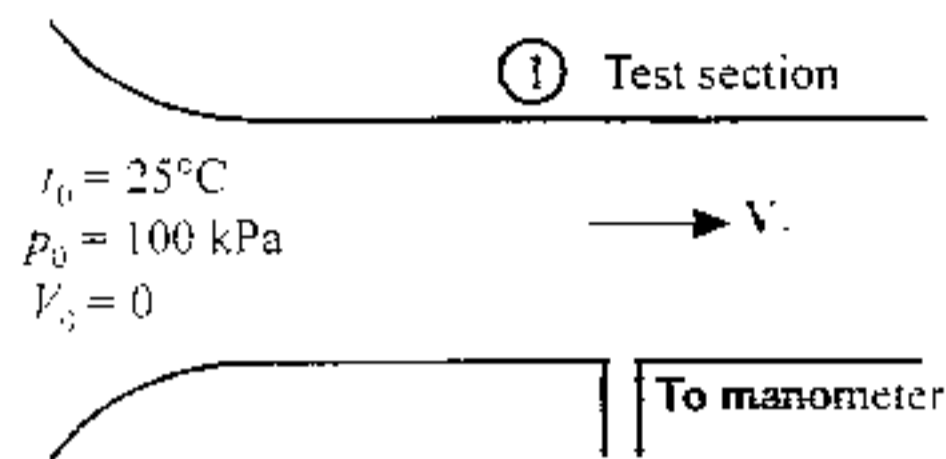 1 Test section
t₀ = 25°C
p₀ = 100 kPa
V₀ = 0
To manometer